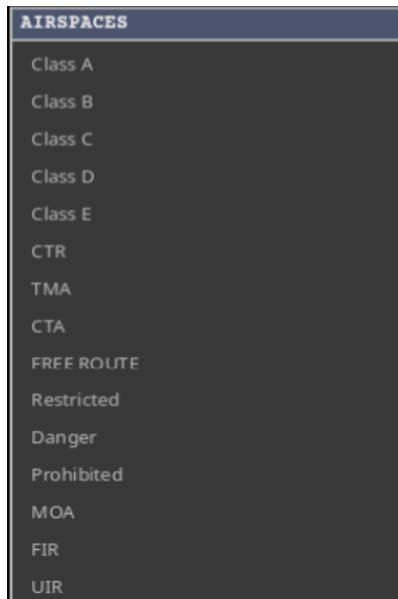 AIRSPACES
Class A
Class B
Class C
Class D
Class E
CTR
TMA
CTA
FREE ROUTE
Restricted
Danger
Prohibited
MOA
FIR
UIR